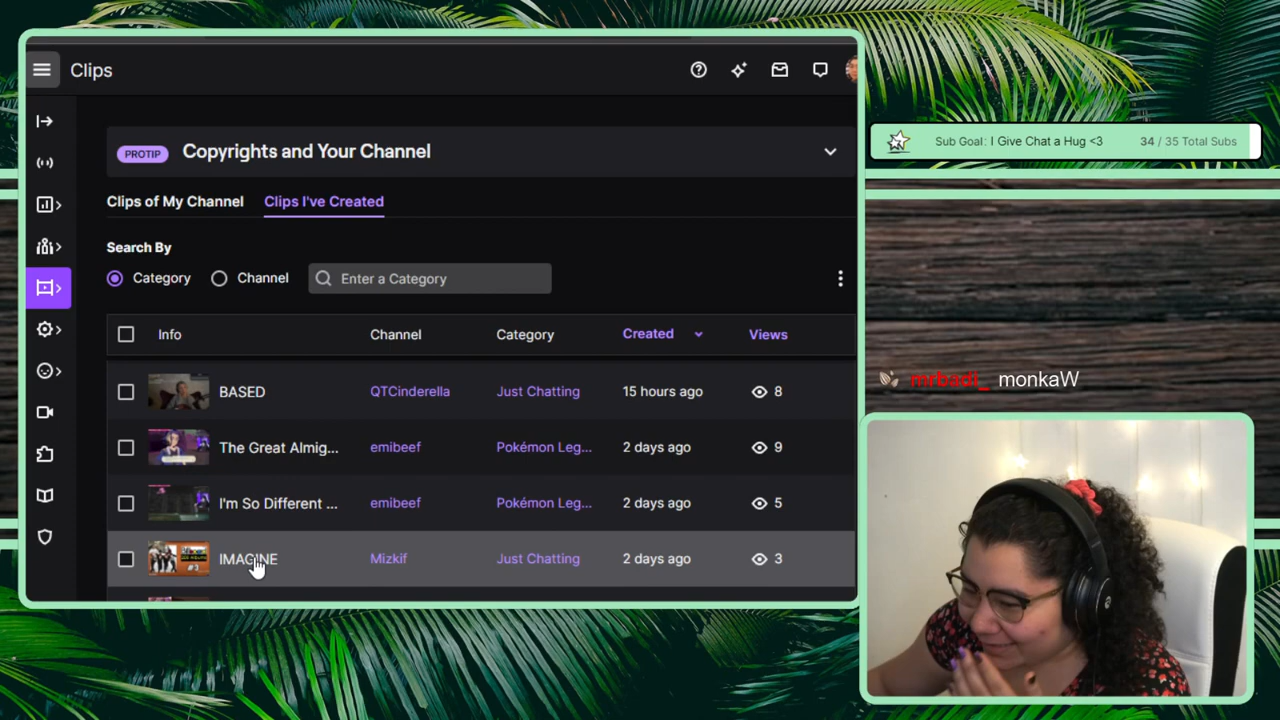 Clips
PROTIP Copyrights and Your Channel
Clips of My Channel Clips I've Created
Search By
Category Channel Enter a Category
Info Channel Category Created Views
BASED QTCinderella Just Chatting 15 hours ago 8
The Great Almig... emibeef Pokémon Leg... 2 days ago 9
I'm So Different ... emibeef Pokémon Leg... 2 days ago 5
IMAGINE Mizkif Just Chatting 2 days ago 3
Sub Goal: I Give Chat a Hug <3 34 / 35 Total Subs
mrbadi_ monkaW